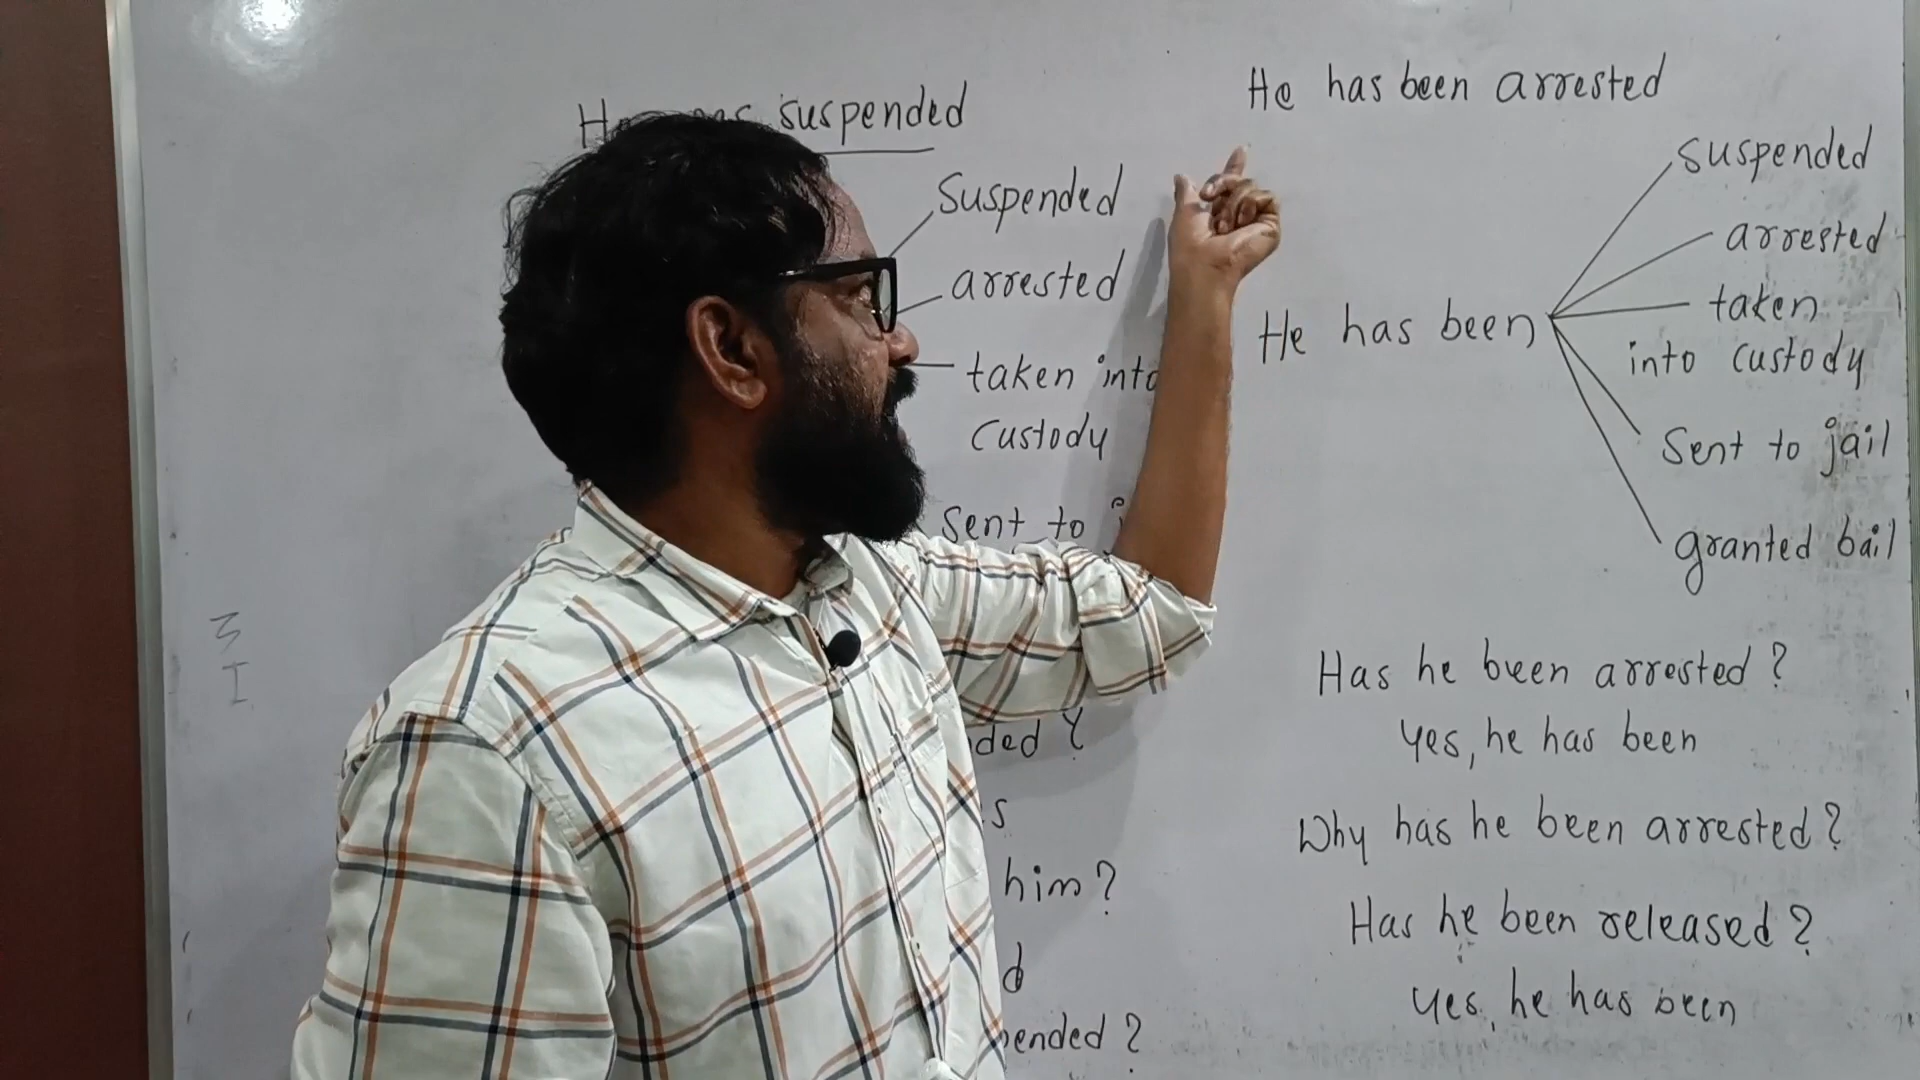 suspended
Suspended
arrested
taken into
custody
Sent to
him?
He has been arrested
He has been
suspended
arrested
taken
into custody
Sent to jail
granted bail
Has he been arrested?
yes, he has been
Why has he been arrested?
Has he been released?
yes, he has been